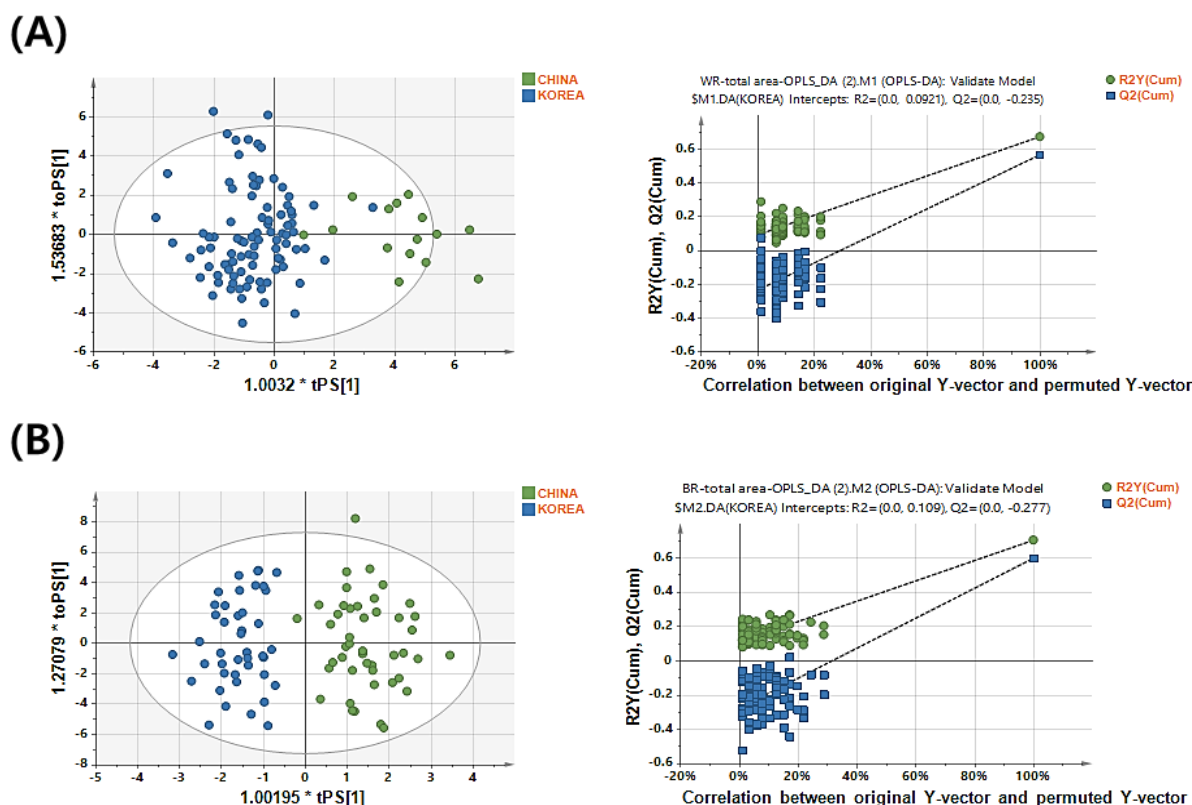 (A)
CHINA
KOREA
6
4
2
0
-2
-4
-6
-6
-4
-2
0
2
4
6
1.53683 * toPS[1]
1.0032 * tPS[1]
WR-total area-OPLS_DA (2).M1 (OPLS-DA): Validate Model
$M1.DA(KOREA) Intercepts: R2=(0.0, 0.0921), Q2=(0.0, -0.235)
R2Y(Cum)
Q2(Cum)
0.6
0.4
0.2
0
-0.2
-0.4
-0.6
-20%
0%
20%
40%
60%
80%
100%
R2Y(Cum), Q2(Cum)
Correlation between original Y-vector and permuted Y-vector
(B)
CHINA
KOREA
8
6
4
2
0
-2
-4
-6
-8
-5
-4
-3
-2
-1
0
1
2
3
4
1.27079 * toPS[1]
1.00195 * tPS[1]
BR-total area-OPLS_DA (2).M2 (OPLS-DA): Validate Model
$M2.DA(KOREA) Intercepts: R2=(0.0, 0.109), Q2=(0.0, -0.277)
R2Y(Cum)
Q2(Cum)
0.6
0.4
0.2
0
-0.2
-0.4
-0.6
-20%
0%
20%
40%
60%
80%
100%
R2Y(Cum), Q2(Cum)
Correlation between original Y-vector and permuted Y-vector